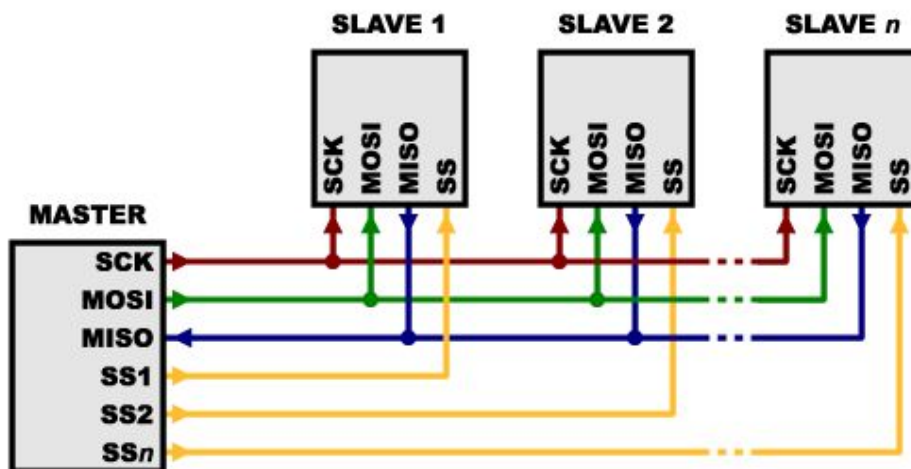 SLAVE 1
SLAVE 2
SLAVE n
SCK
MOSI
MISO
SS
SCK
MOSI
MISO
SS
SCK
MOSI
MISO
SS
MASTER
SCK
MOSI
MISO
SS1
SS2
SSn